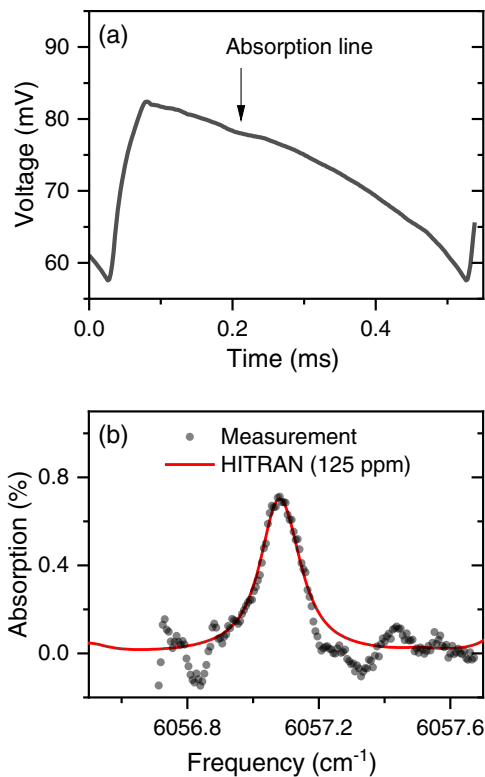 (a)
Absorption line
Voltage (mV)
90
80
70
60
0.0 0.2 0.4
Time (ms)
(b)
Measurement
HITRAN (125 ppm)
Absorption (%)
0.8
0.4
0.0
6056.8 6057.2 6057.6
Frequency (cm⁻¹)